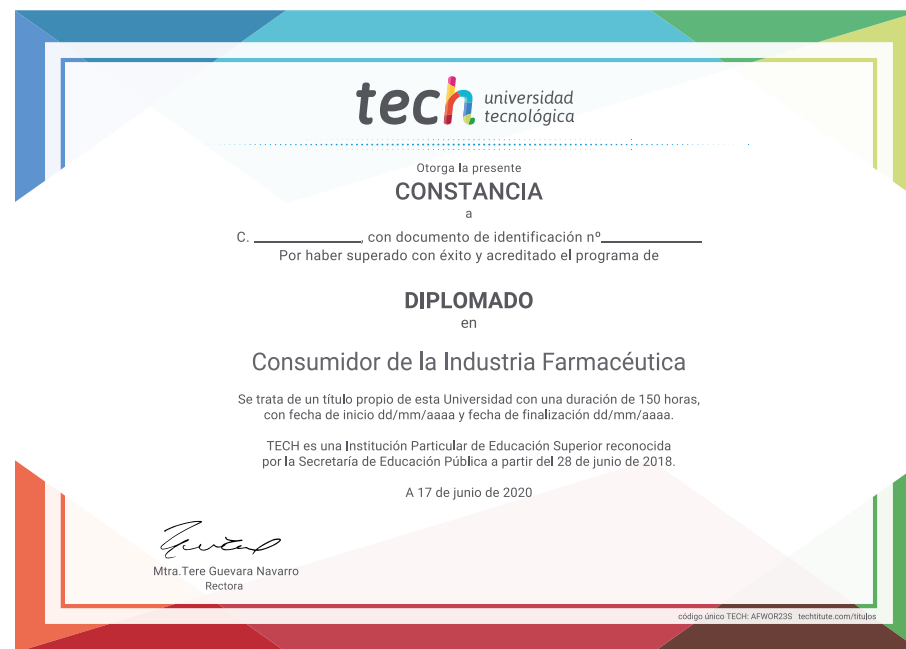 tech universidad
tecnológica
Otorga la presente
CONSTANCIA
a
C. ____________, con documento de identificación nº____________
Por haber superado con éxito y acreditado el programa de
DIPLOMADO
en
Consumidor de la Industria Farmacéutica
Se trata de un título propio de esta Universidad con una duración de 150 horas,
con fecha de inicio dd/mm/aaaa y fecha de finalización dd/mm/aaaa.
TECH es una Institución Particular de Educación Superior reconocida
por la Secretaría de Educación Pública a partir del 28 de junio de 2018.
A 17 de junio de 2020
Mtra.Tere Guevara Navarro
Rectora
código único TECH: AFWOR23S techtitute.com/titulos